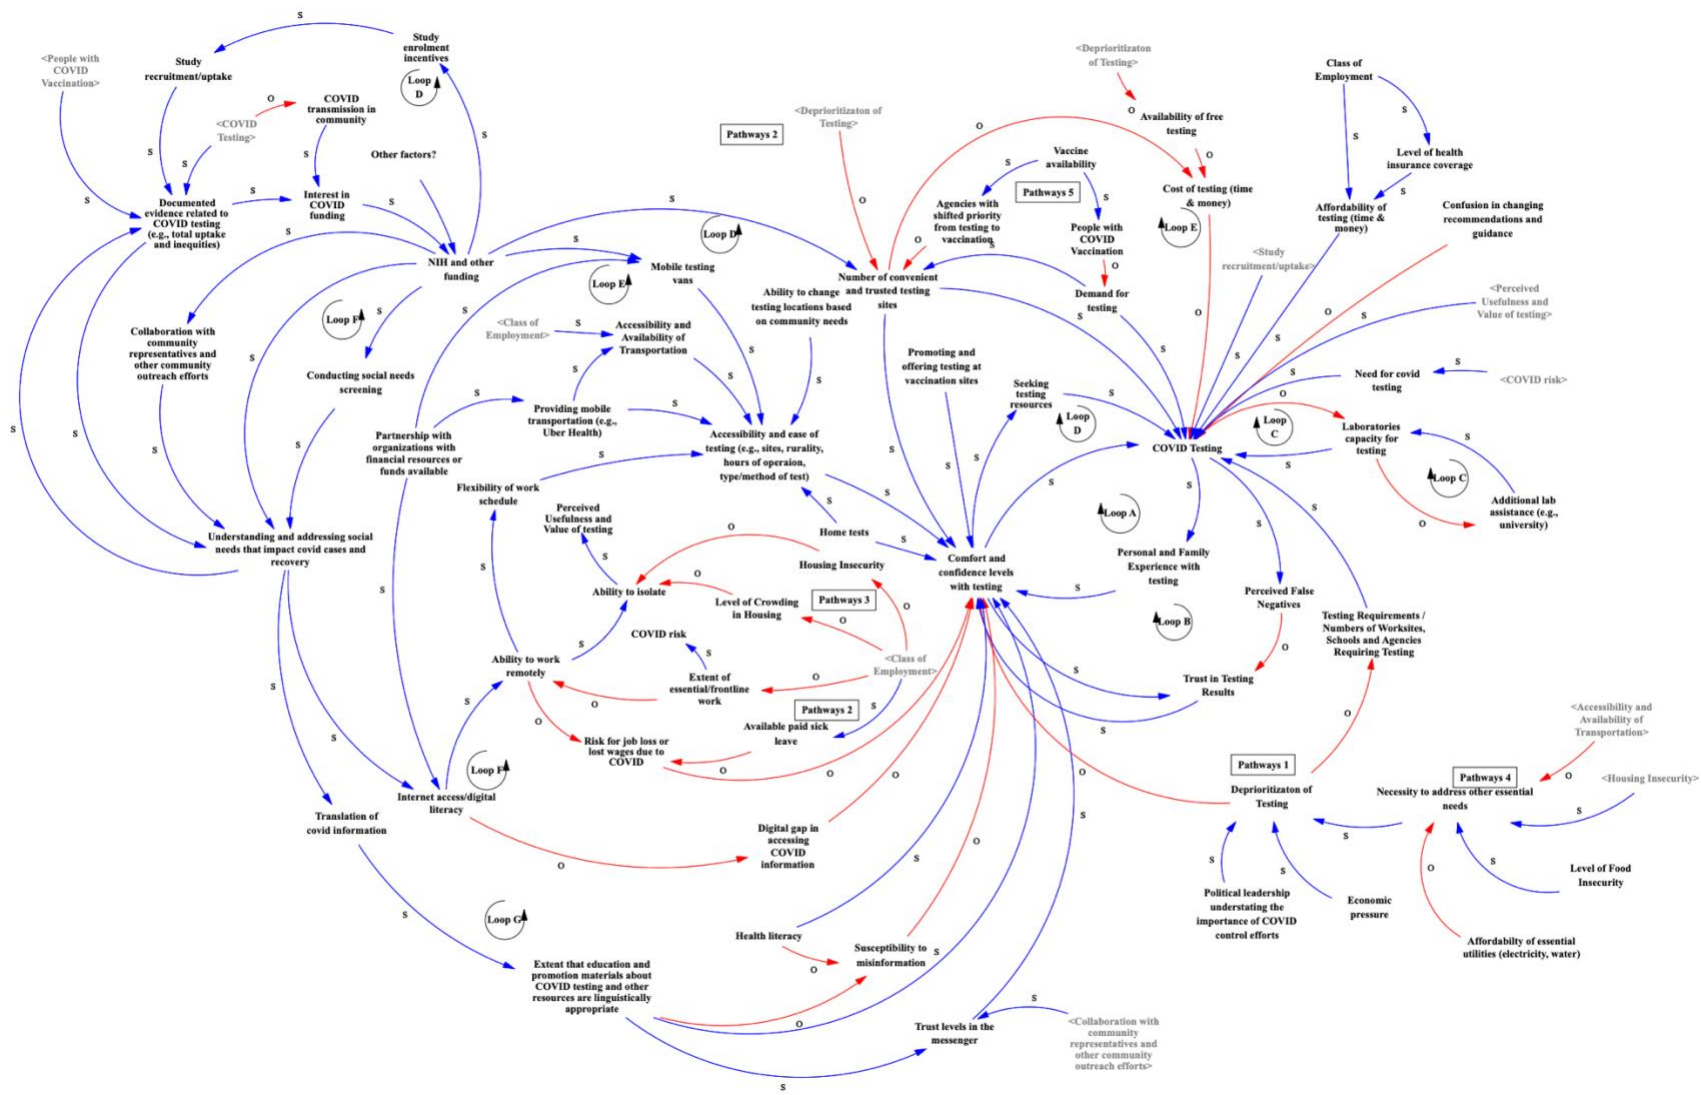 S
Study
enrolment
incentives
<People with
COVID
Vaccination>
Study
recruitment/uptake
Loop
D
O
COVID
transmission in
community
<COVID
Testing>
S
S
S
S
Other factors?
S
S
Documented
evidence related to
COVID testing
(e.g., total uptake
and inequities)
S
Interest in
COVID
funding
S
S
NIH and other
funding
S
S
Loop D
Mobile testing
vans
Loop E
Loop F
S
S
S
Collaboration with
community
representatives and
other community
outreach efforts
S
Conducting social needs
screening
S
S
S
S
Understanding and addressing social
needs that impact covid cases and
recovery
Partnership with
organizations with
financial resources or
funds available
S
<Class of
Employment>
S
Accessibility and
Availability of
Transportation
S
Providing mobile
transportation (e.g.,
Uber Health)
S
S
S
Ability to change
testing locations based
on community needs
S
Accessibility and ease of
testing (e.g., sites, rurality,
hours of operaion,
type/method of test)
S
Flexibility of work
schedule
S
Pathways 2
<Deprioritizaton of
Testing>
O
<Deprioritizaton
of Testing>
O
O
Availability of free
testing
O
Vaccine
availability
S
S
Pathways 5
Agencies with
shifted priority
from testing to
vaccination
O
S
People with
COVID
Vaccination
O
Demand for
testing
S
S
Number of convenient
and trusted testing
sites
S
Cost of testing (time
& money)
Loop E
O
Class of
Employment
S
S
Level of health
insurance coverage
S
Affordability of
testing (time &
money)
S
Confusion in changing
recommendations and
guidance
O
<Study
recruitment/uptake>
S
<Perceived
Usefulness and
Value of testing>
S
Need for covid
testing
S
S
<COVID risk>
Promoting and
offering testing at
vaccination sites
S
Seeking
testing
resources
S
S
Loop
D
COVID Testing
O
Loop
C
Laboratories
capacity for
testing
S
S
Loop C
O
Additional lab
assistance (e.g.,
university)
Home tests
S
S
S
Comfort and
confidence levels
with testing
S
Loop A
S
Personal and Family
Experience with
testing
S
Loop B
S
Perceived False
Negatives
O
S
Testing Requirements /
Numbers of Worksites,
Schools and Agencies
Requiring Testing
Trust in Testing
Results
S
S
Perceived
Usefulness and
Value of testing
S
Ability to isolate
O
Housing Insecurity
O
Level of Crowding
in Housing
Pathways 3
O
O
<Class of
Employment>
COVID risk
S
Extent of
essential/frontline
work
O
O
Ability to work
remotely
S
S
S
O
Risk for job loss or
lost wages due to
COVID
O
Pathways 2
Available paid sick
leave
S
O
Loop F
Internet access/digital
literacy
S
S
S
Translation of
covid information
S
O
Digital gap in
accessing
COVID
information
O
Loop G
Extent that education and
promotion materials about
COVID testing and other
resources are linguistically
appropriate
Health literacy
O
S
Susceptibility to
misinformation
O
S
O
S
Trust levels in the
messenger
S
S
<Collaboration with
community
representatives and
other community
outreach efforts>
O
O
Pathways 1
Deprioritizaton of
Testing
S
S
Political leadership
understating the
importance of COVID
control efforts
Economic
pressure
S
Pathways 4
Necessity to address other essential
needs
<Accessibility and
Availability of
Transportation>
O
<Housing Insecurity>
S
S
Level of Food
Insecurity
O
Affordabilty of essential
utilities (electricity, water)